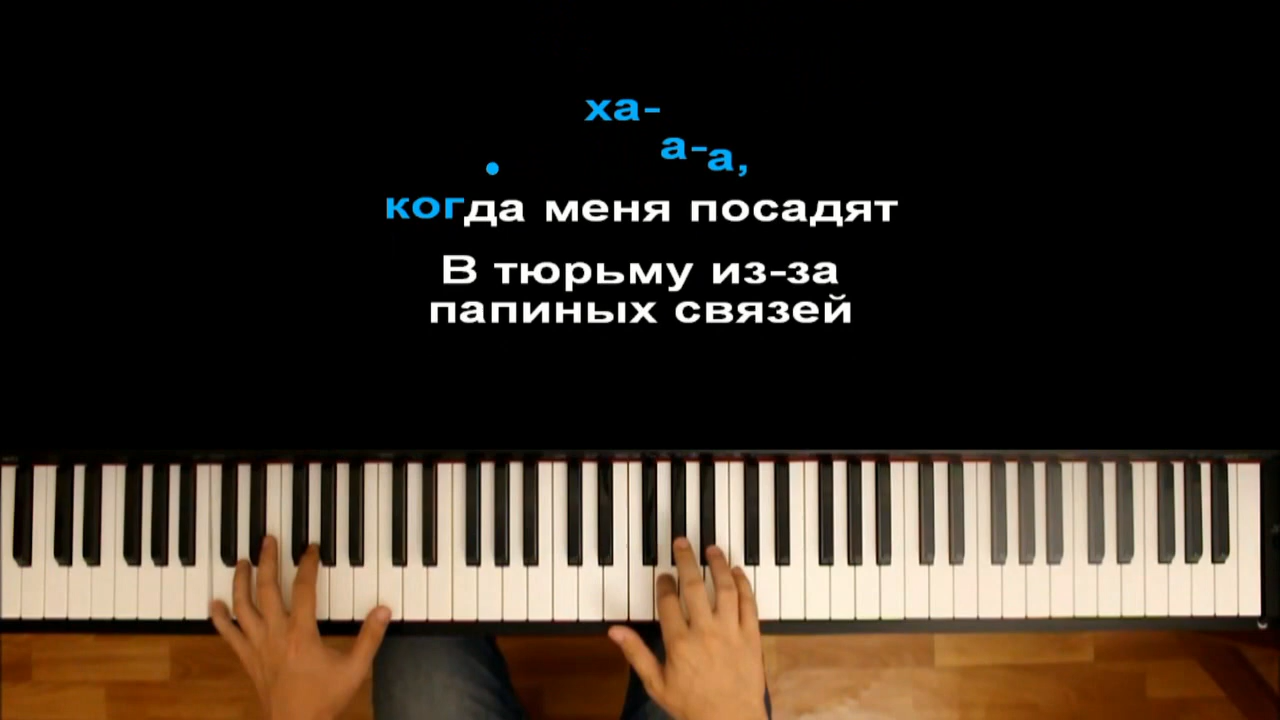 ха-
а-а,
когда меня посадят
В тюрьму из-за
папиных связей